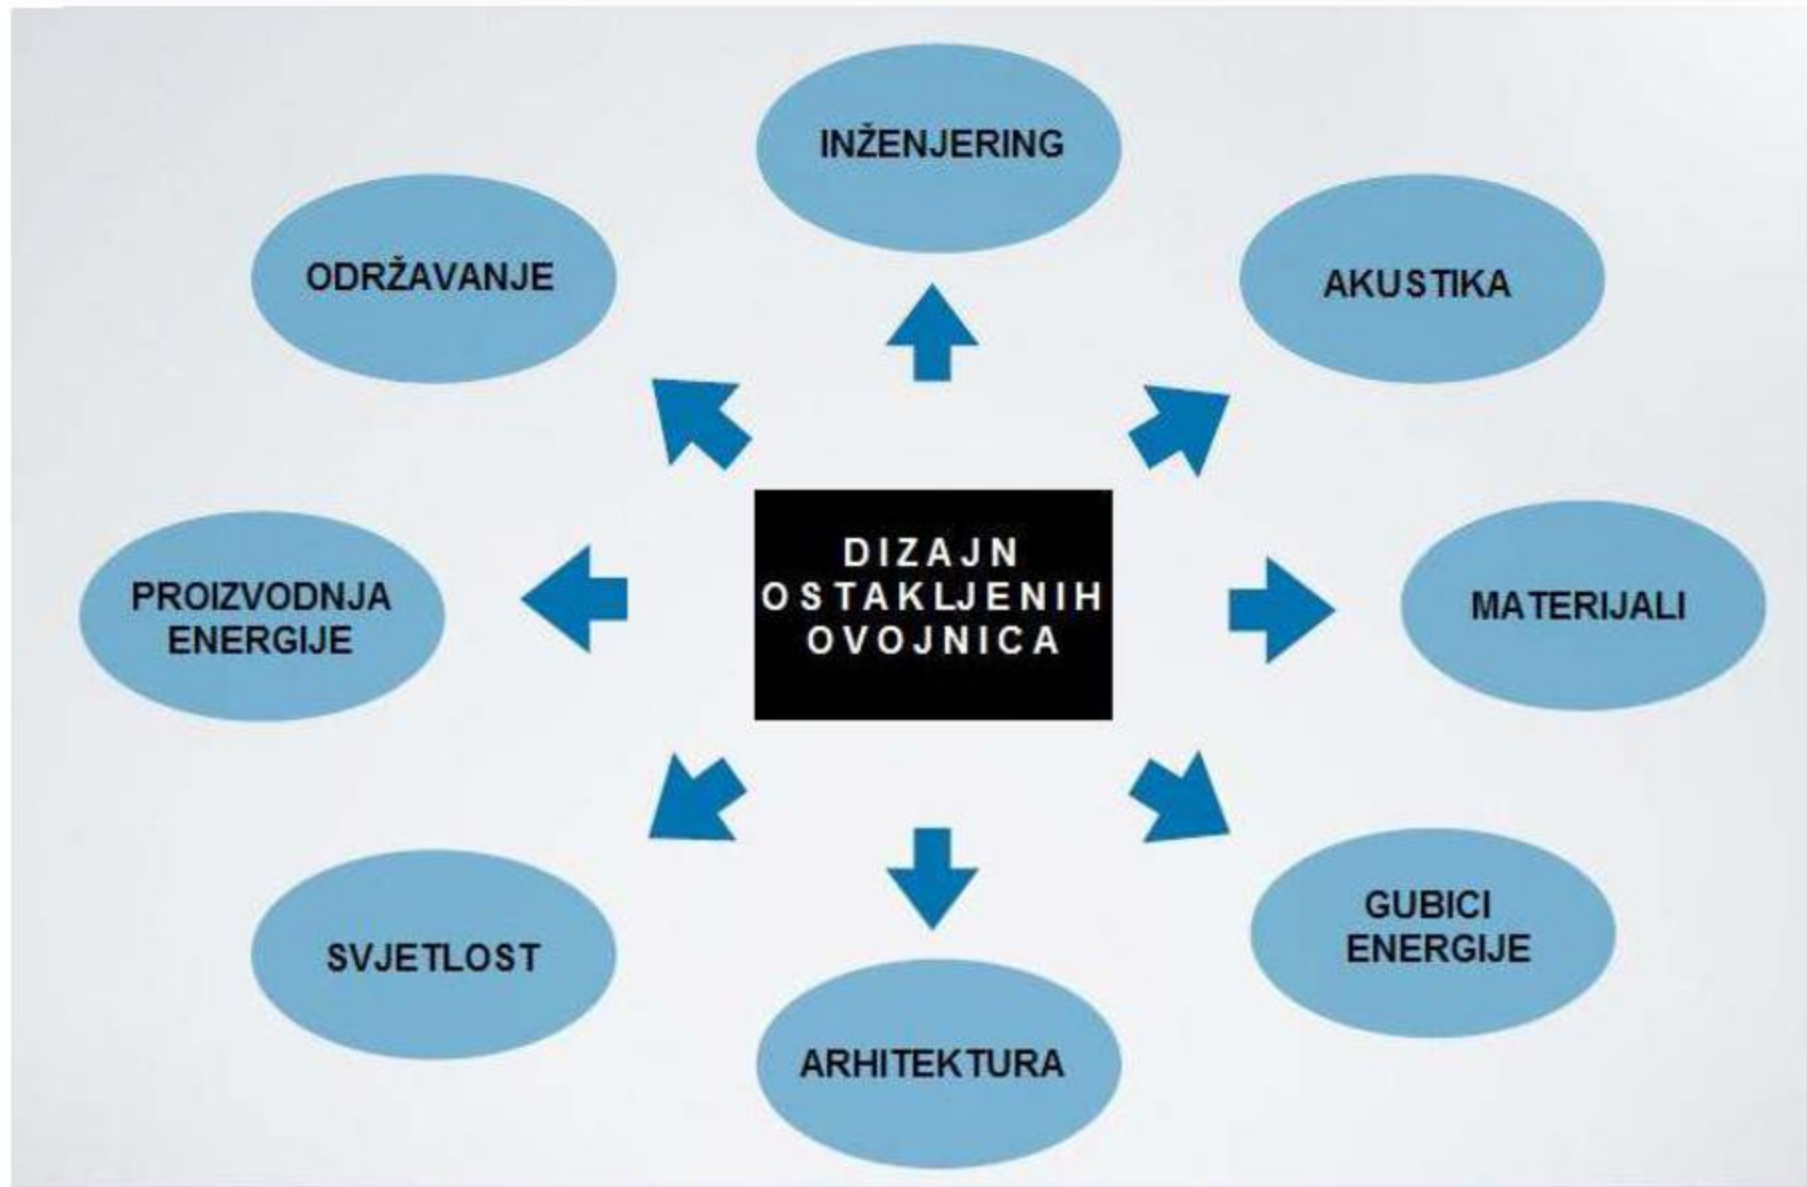 INŽENJERING
ODRŽAVANJE
AKUSTIKA
DIZAJN
OSTAKLJENIH
OVOJNICA
PROIZVODNJA
ENERGIJE
MATERIJALI
SVJETLOST
GUBICI
ENERGIJE
ARHITEKTURA